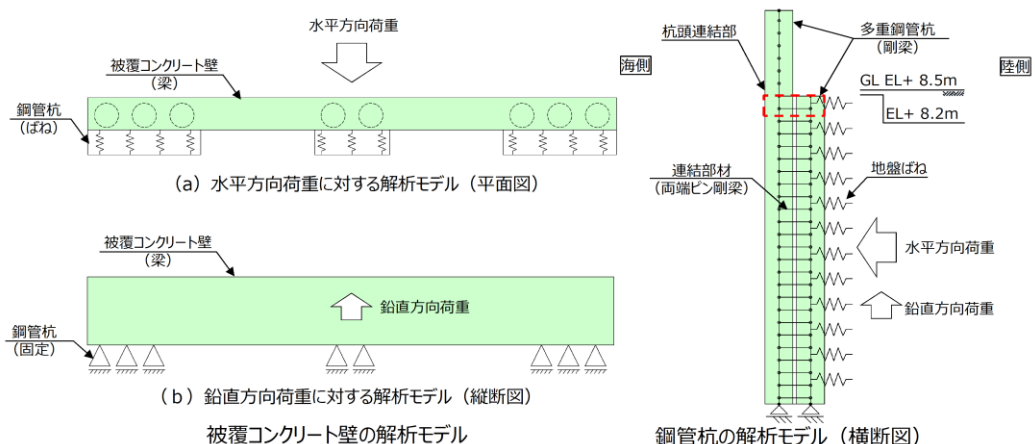 水平方向荷重
被覆コンクリート壁
（梁）
鋼管杭
（ばね）
（a）水平方向荷重に対する解析モデル（平面図）
被覆コンクリート壁
（梁）
鉛直方向荷重
鋼管杭
（固定）
（ｂ）鉛直方向荷重に対する解析モデル（縦断図）
被覆コンクリート壁の解析モデル
杭頭連結部
多重鋼管杭
（剛梁）
海側
陸側
GL EL+ 8.5m
EL+ 8.2m
連結部材
（両端ピン剛梁）
地盤ばね
水平方向荷重
鉛直方向荷重
鋼管杭の解析モデル（横断図）